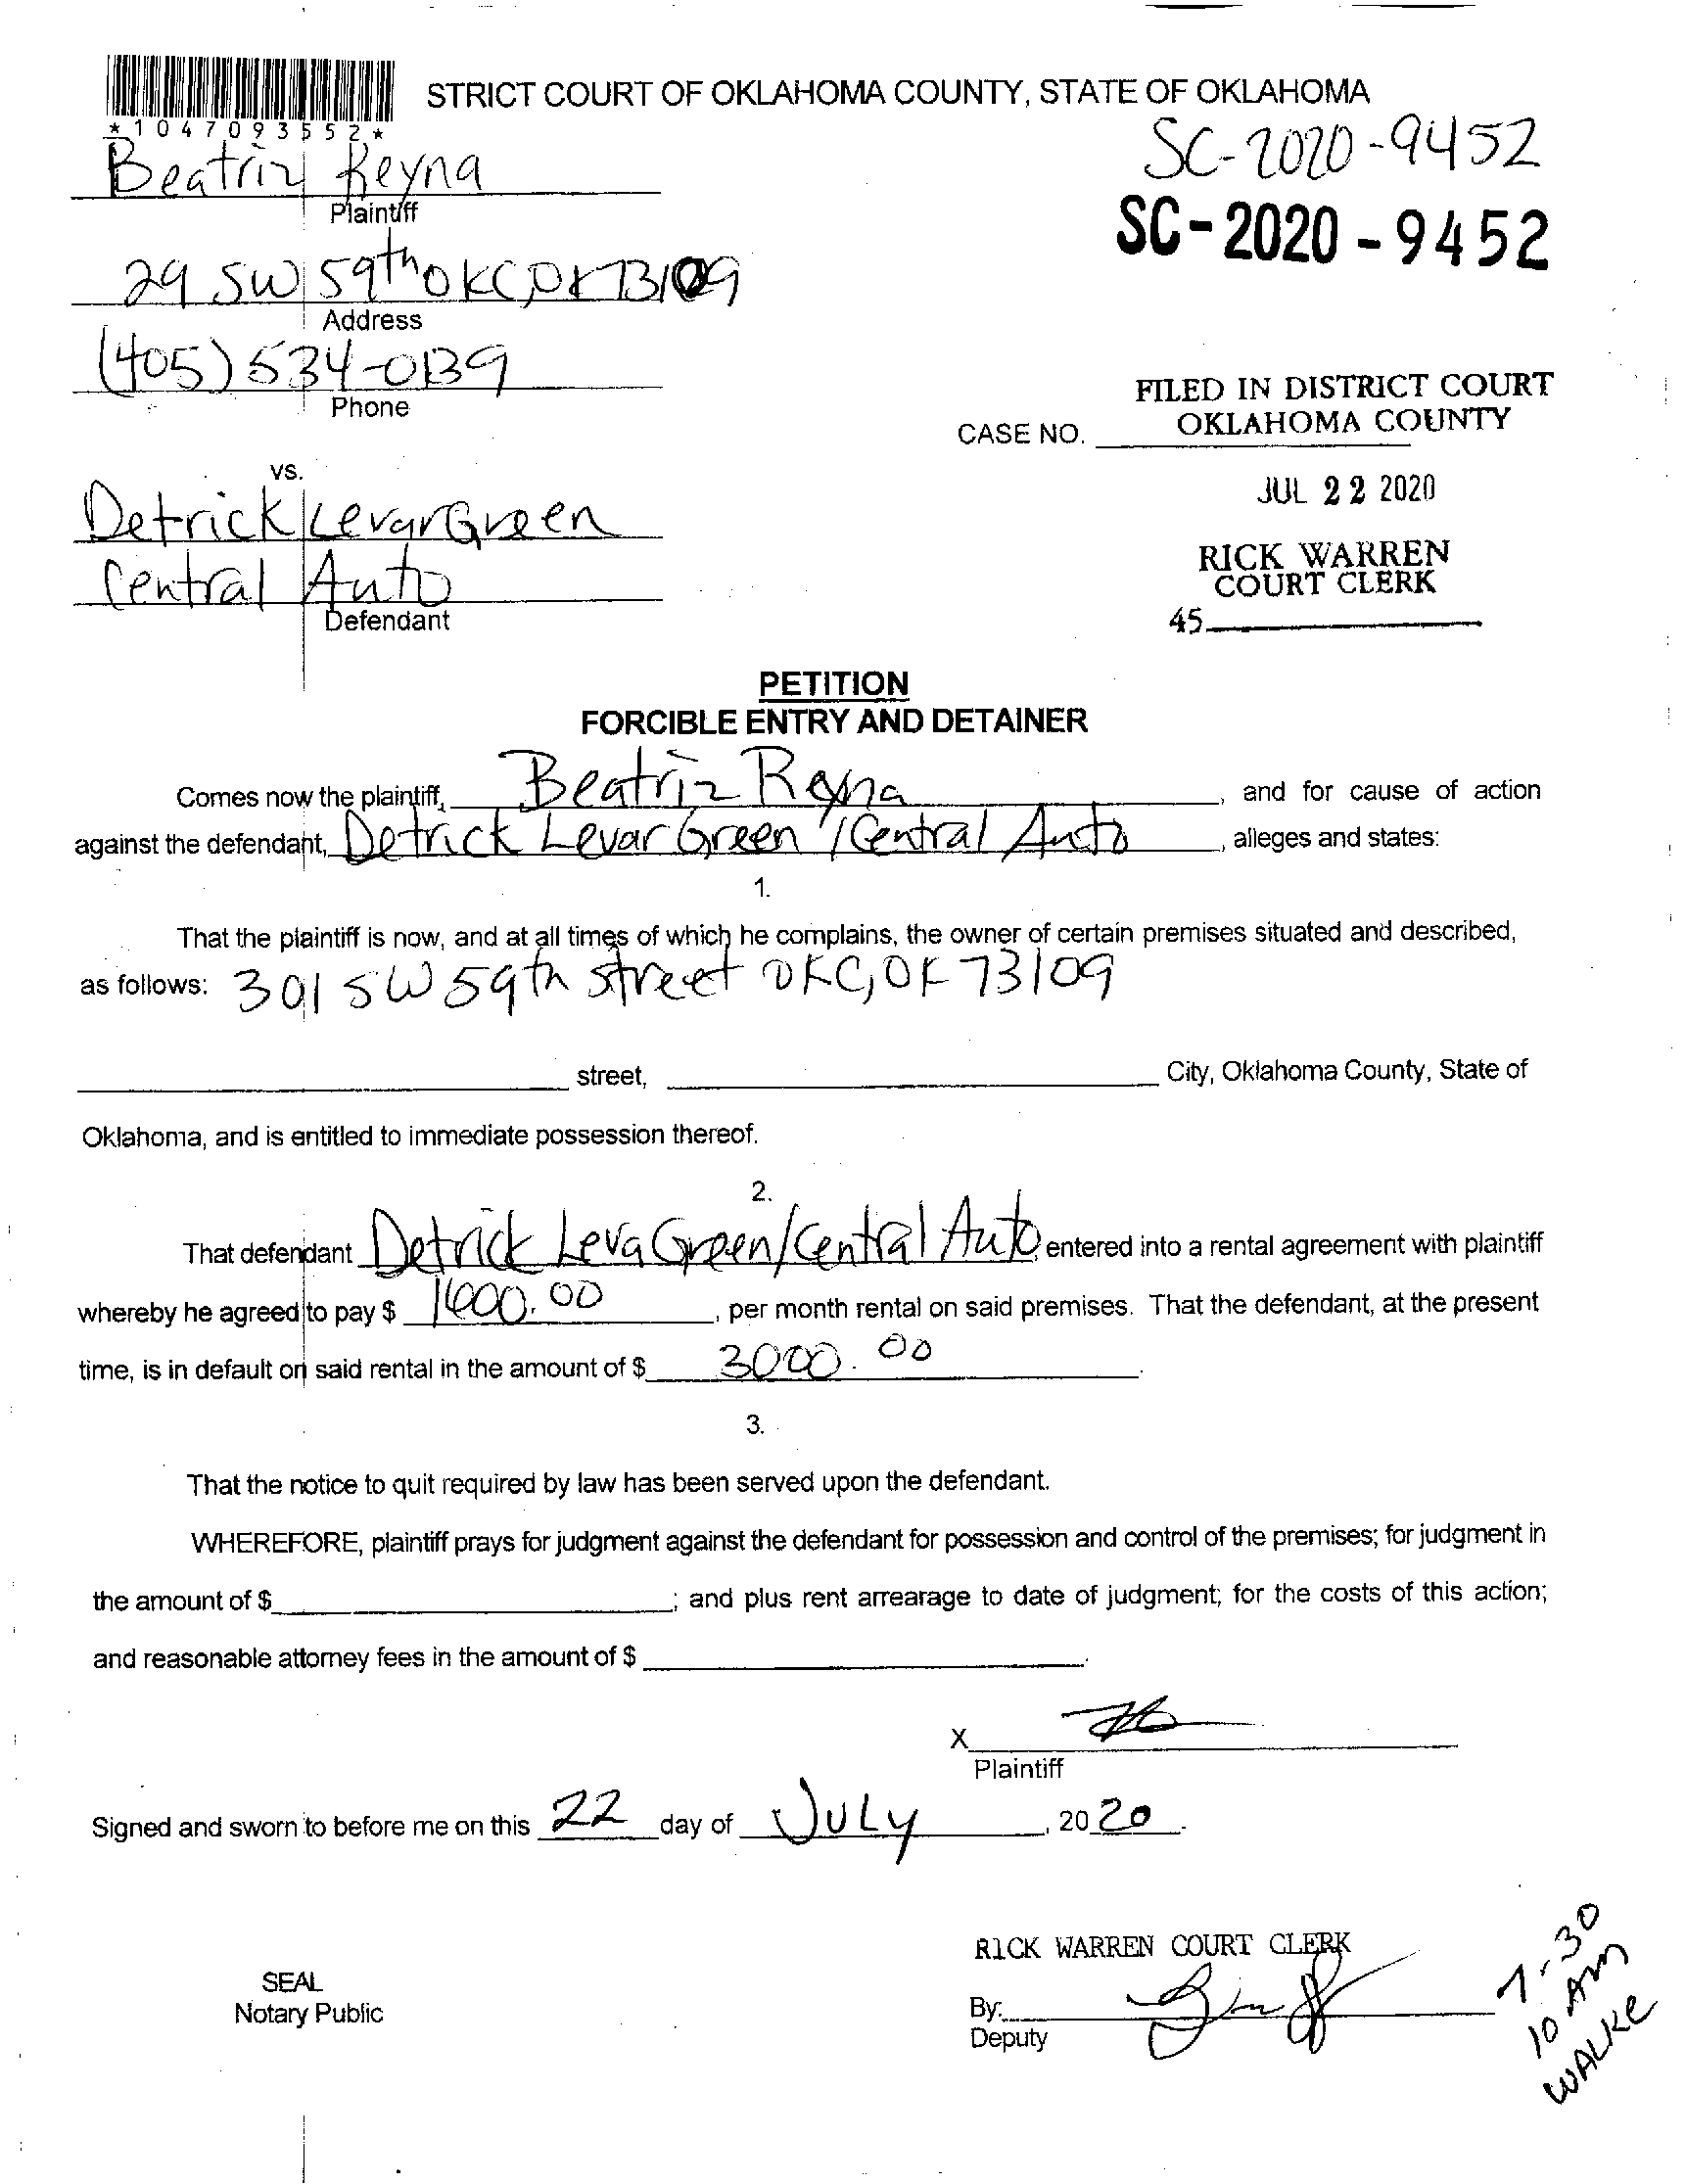 STRICT COURT OF OKLAHOMA COUNTY, STATE OF OKLAHOMA
*1047093552*
SC-2020-9452
Beatriz Reyna
Plaintiff
SC-2020-9452
29 SW 59th OKC, OK 73109
Address
(405) 534-0139
Phone
FILED IN DISTRICT COURT
OKLAHOMA COUNTY
CASE NO.
vs.
JUL 22 2020
Detrick Levar Green
Central Auto
Defendant
RICK WARREN
COURT CLERK
45
PETITION
FORCIBLE ENTRY AND DETAINER
Comes now the plaintiff, Beatriz Reyna, and for cause of action
against the defendant, Detrick Levar Green / Central Auto, alleges and states:
1.
That the plaintiff is now, and at all times of which he complains, the owner of certain premises situated and described,
as follows: 301 SW 59th street OKC, OK 73109
street, City, Oklahoma County, State of
Oklahoma, and is entitled to immediate possession thereof.
2.
That defendant Detrick Leva Green/Central Auto, entered into a rental agreement with plaintiff
whereby he agreed to pay $ 1600.00, per month rental on said premises. That the defendant, at the present
time, is in default on said rental in the amount of $ 3000.00.
3.
That the notice to quit required by law has been served upon the defendant.
WHEREFORE, plaintiff prays for judgment against the defendant for possession and control of the premises; for judgment in
the amount of $ ; and plus rent arrearage to date of judgment; for the costs of this action;
and reasonable attorney fees in the amount of $ .
X
Plaintiff
Signed and sworn to before me on this 22 day of JULY, 2020.
RICK WARREN COURT CLERK
SEAL
Notary Public
By:
Deputy
7-30
10 AM
WALKE